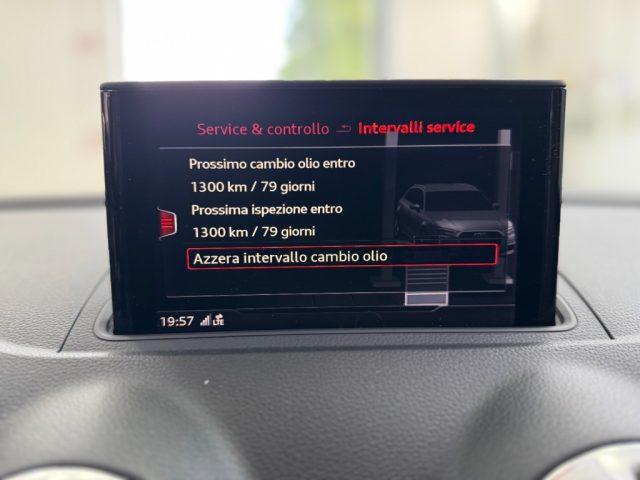 Service & controllo Intervalli service
Prossimo cambio olio entro
1300 km / 79 giorni
Prossima ispezione entro
1300 km / 79 giorni
Azzera intervallo cambio olio
19:57 LTE